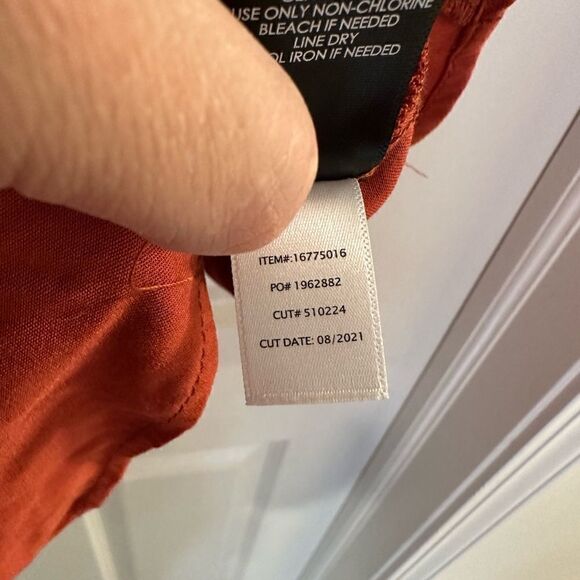 USE ONLY NON-CHLORINE
BLEACH IF NEEDED
LINE DRY
IRON IF NEEDED
ITEM#:16775016
PO# 1962882
CUT# 510224
CUT DATE: 08/2021